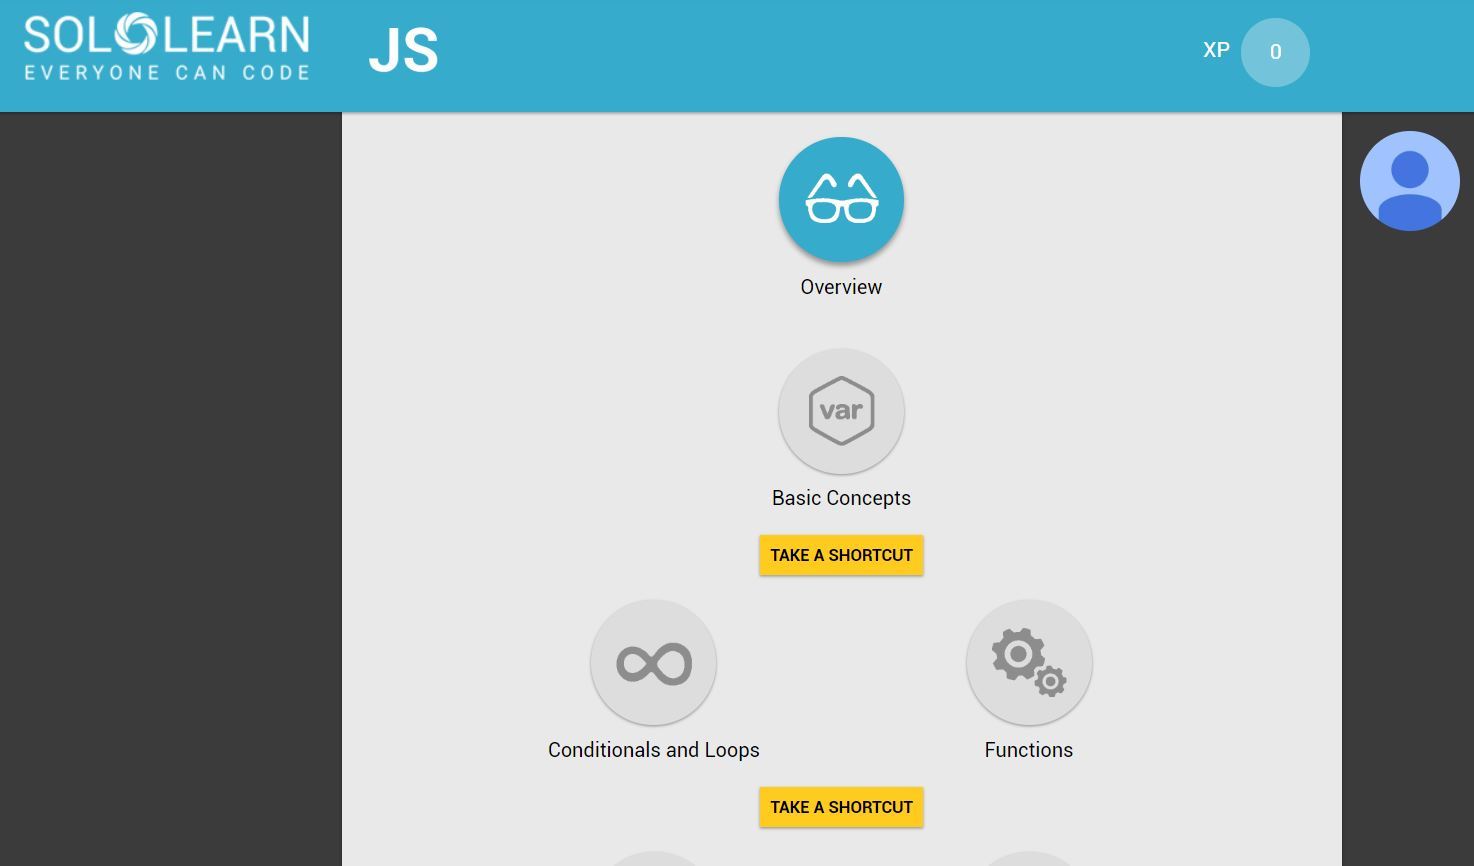 SOLOLEARN
EVERYONE CAN CODE
JS
XP 0
Overview
var
Basic Concepts
TAKE A SHORTCUT
Conditionals and Loops
Functions
TAKE A SHORTCUT